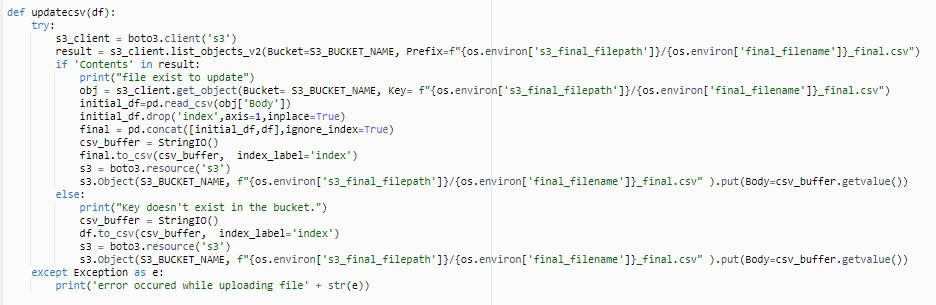 def updatecsv(df):
    try:
        s3_client = boto3.client('s3')
        result = s3_client.list_objects_v2(Bucket=S3_BUCKET_NAME, Prefix=f"{os.environ['s3_final_filepath']}/{os.environ['final_filename']}_final.csv")
        if 'Contents' in result:
            print("file exist to update")
            obj = s3_client.get_object(Bucket= S3_BUCKET_NAME, Key= f"{os.environ['s3_final_filepath']}/{os.environ['final_filename']}_final.csv")
            initial_df=pd.read_csv(obj['Body'])
            initial_df.drop('index',axis=1,inplace=True)
            final = pd.concat([initial_df,df],ignore_index=True)
            csv_buffer = StringIO()
            final.to_csv(csv_buffer,  index_label='index')
            s3 = boto3.resource('s3')
            s3.Object(S3_BUCKET_NAME, f"{os.environ['s3_final_filepath']}/{os.environ['final_filename']}_final.csv" ).put(Body=csv_buffer.getvalue())
        else:
            print("Key doesn't exist in the bucket.")
            csv_buffer = StringIO()
            df.to_csv(csv_buffer,  index_label='index')
            s3 = boto3.resource('s3')
            s3.Object(S3_BUCKET_NAME, f"{os.environ['s3_final_filepath']}/{os.environ['final_filename']}_final.csv" ).put(Body=csv_buffer.getvalue())
    except Exception as e:
        print('error occured while uploading file' + str(e))